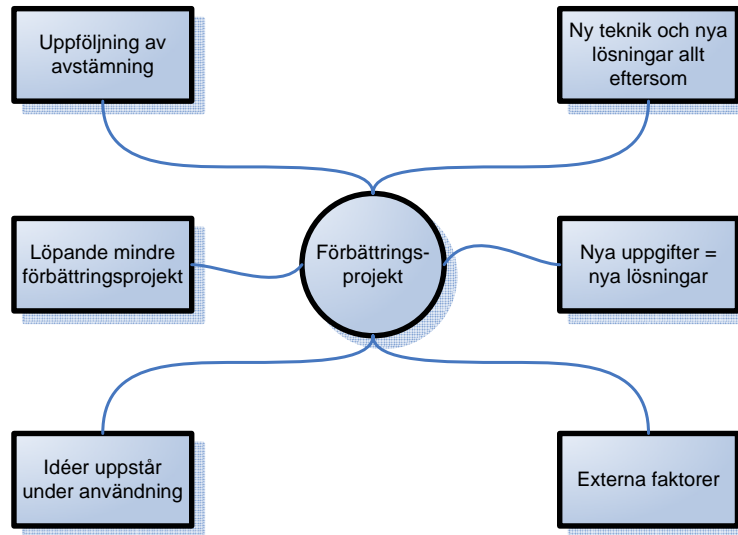 Uppföljning av
avstämning
Ny teknik och nya
lösningar allt
eftersom
Löpande mindre
förbättringsprojekt
Förbättrings-
projekt
Nya uppgifter =
nya lösningar
Idéer uppstår
under användning
Externa faktorer